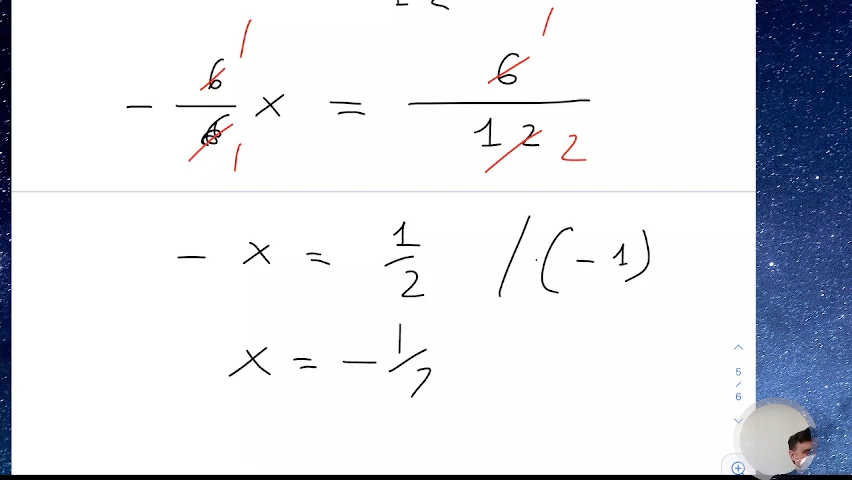 - 6/6 x = 6/12
1 1 1 2
- x = 1/2 /·(-1)
x = - 1/2
5
/
6